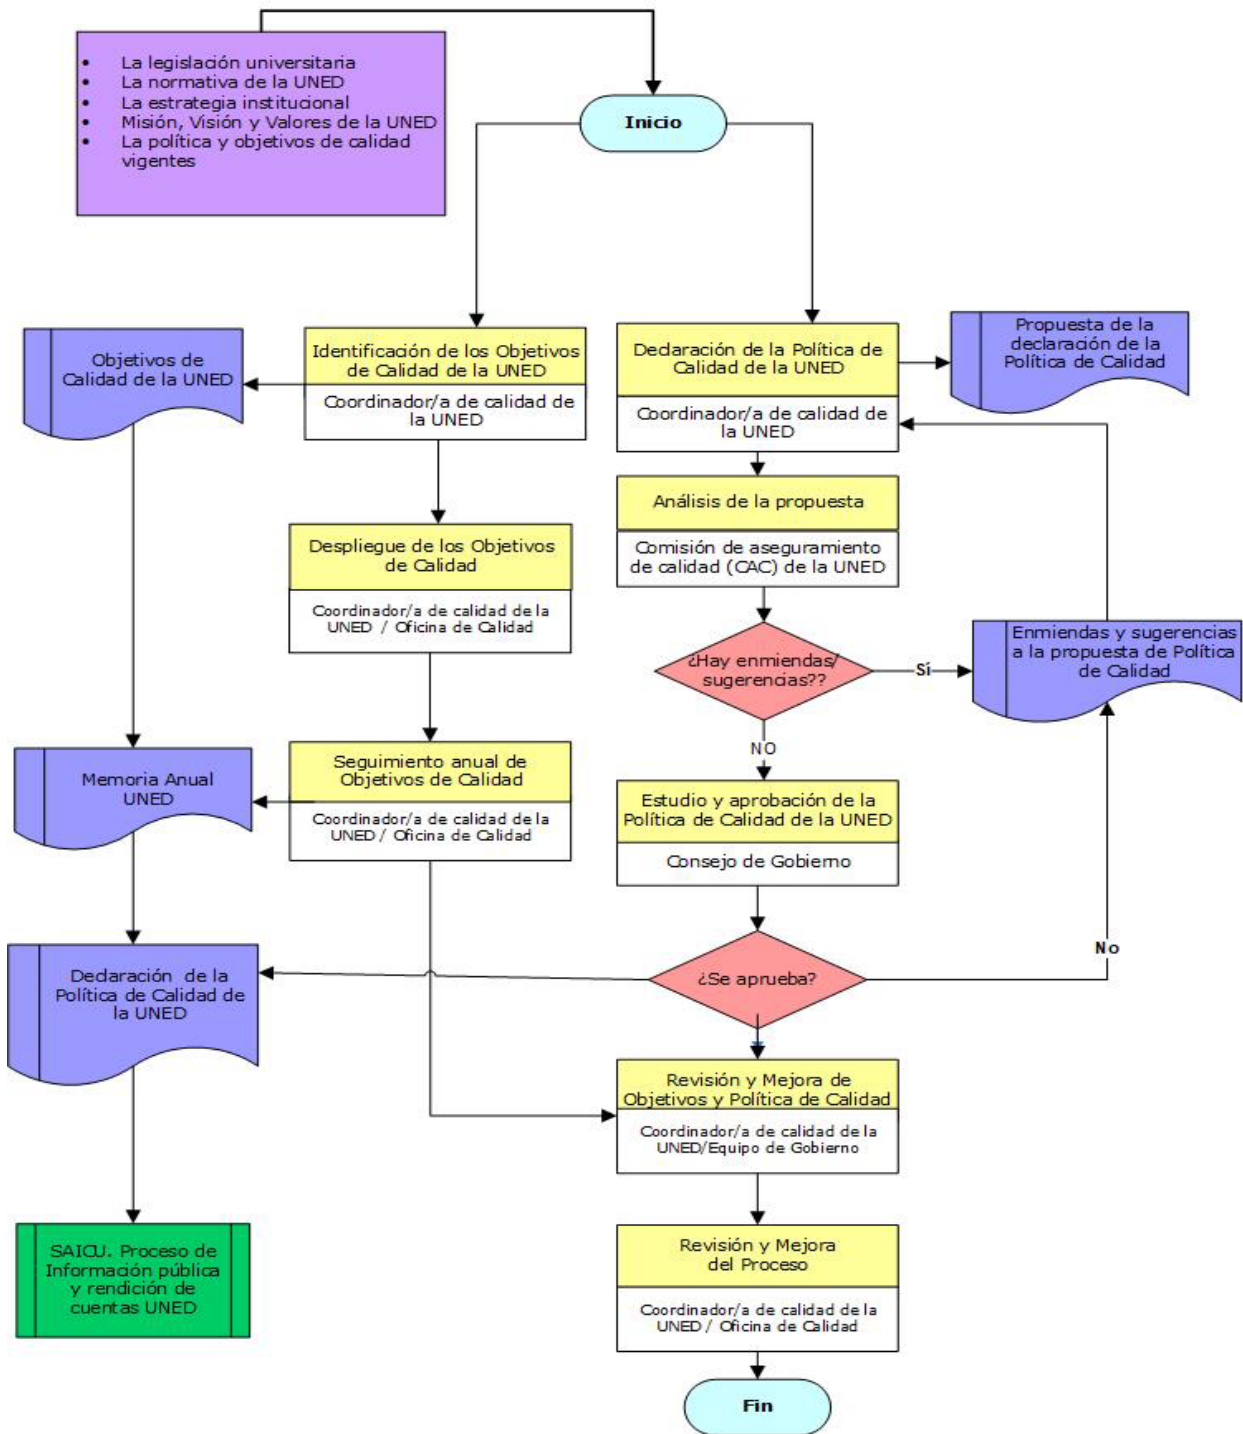 • La legislación universitaria
• La normativa de la UNED
• La estrategia institucional
• Misión, Visión y Valores de la UNED
• La política y objetivos de calidad
vigentes
Inicio
Objetivos de
Calidad de la UNED
Identificación de los Objetivos
de Calidad de la UNED
Coordinador/a de calidad de
la UNED
Declaración de la Política de
Calidad de la UNED
Coordinador/a de calidad de
la UNED
Propuesta de la
declaración de la
Política de Calidad
Análisis de la propuesta
Comisión de aseguramiento
de calidad (CAC) de la UNED
Despliegue de los Objetivos
de Calidad
Coordinador/a de calidad de la
UNED / Oficina de Calidad
¿Hay enmiendas/
sugerencias??
Sí
Enmiendas y sugerencias
a la propuesta de Política
de Calidad
NO
Memoria Anual
UNED
Seguimiento anual de
Objetivos de Calidad
Coordinador/a de calidad de la
UNED / Oficina de Calidad
Estudio y aprobación de la
Política de Calidad de la UNED
Consejo de Gobierno
No
Declaración de la
Política de Calidad de
la UNED
¿Se aprueba?
Revisión y Mejora de
Objetivos y Política de Calidad
Coordinador/a de calidad de la
UNED/Equipo de Gobierno
SAICU. Proceso de
Información pública
y rendición de
cuentas UNED
Revisión y Mejora
del Proceso
Coordinador/a de calidad de la
UNED / Oficina de Calidad
Fin